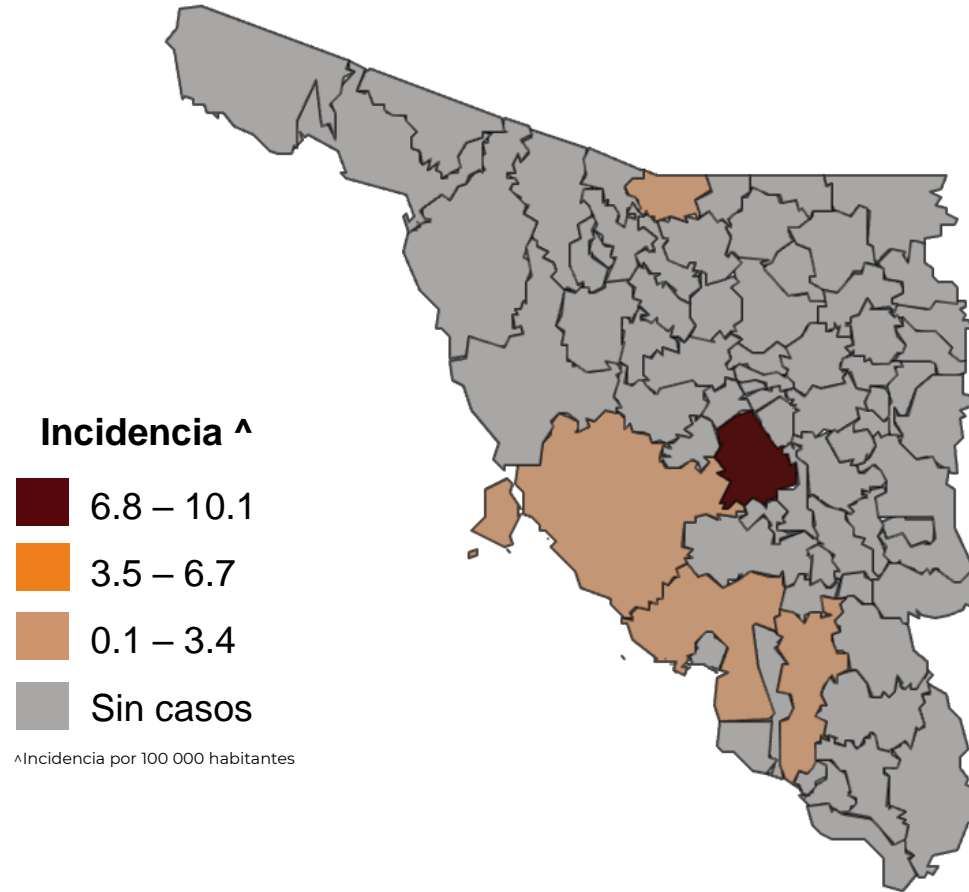 Incidencia ^
6.8 – 10.1
3.5 – 6.7
0.1 – 3.4
Sin casos
^Incidencia por 100 000 habitantes